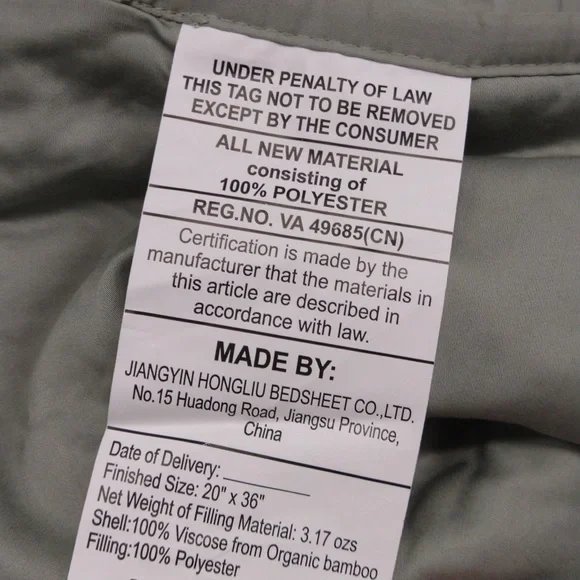 UNDER PENALTY OF LAW
THIS TAG NOT TO BE REMOVED
EXCEPT BY THE CONSUMER
ALL NEW MATERIAL
consisting of
100% POLYESTER
REG.NO. VA 49685(CN)
Certification is made by the
manufacturer that the materials in
this article are described in
accordance with law.
MADE BY:
JIANGYIN HONGLIU BEDSHEET CO.,LTD.
No.15 Huadong Road, Jiangsu Province,
China
Date of Delivery:
Finished Size: 20" x 36"
Net Weight of Filling Material: 3.17 ozs
Shell:100% Viscose from Organic bamboo
Filling:100% Polyester